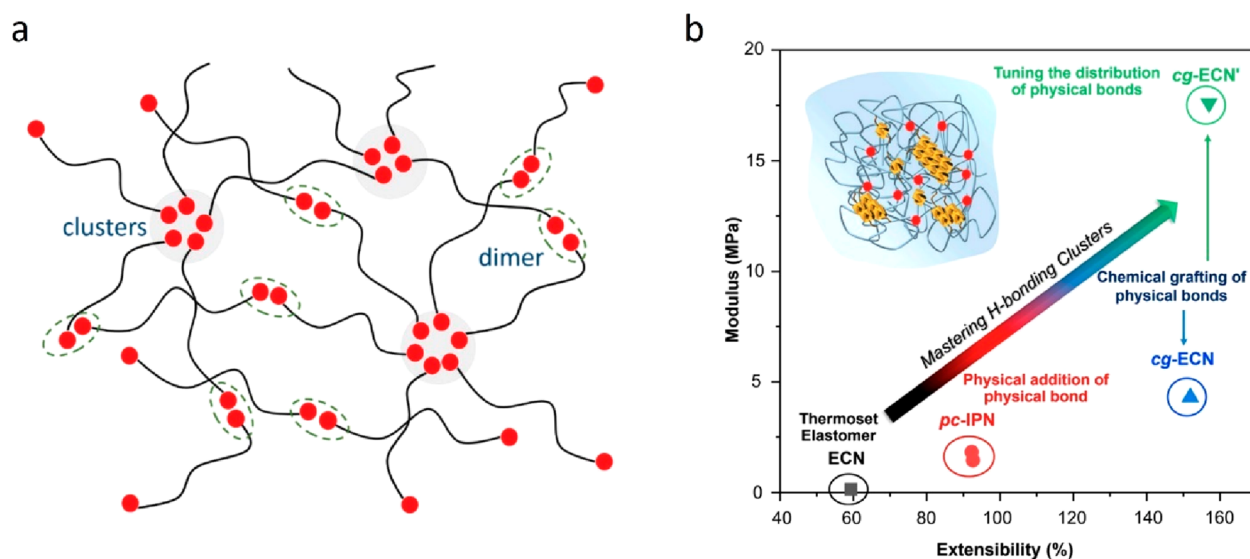 a
clusters
dimer
b
20
15
10
5
0
Modulus (MPa)
40
60
80
100
120
140
160
Extensibility (%)
Tuning the distribution
of physical bonds
cg-ECN'
Mastering H-bonding Clusters
Chemical grafting of
physical bonds
cg-ECN
Physical addition of
physical bond
pc-IPN
Thermoset
Elastomer
ECN